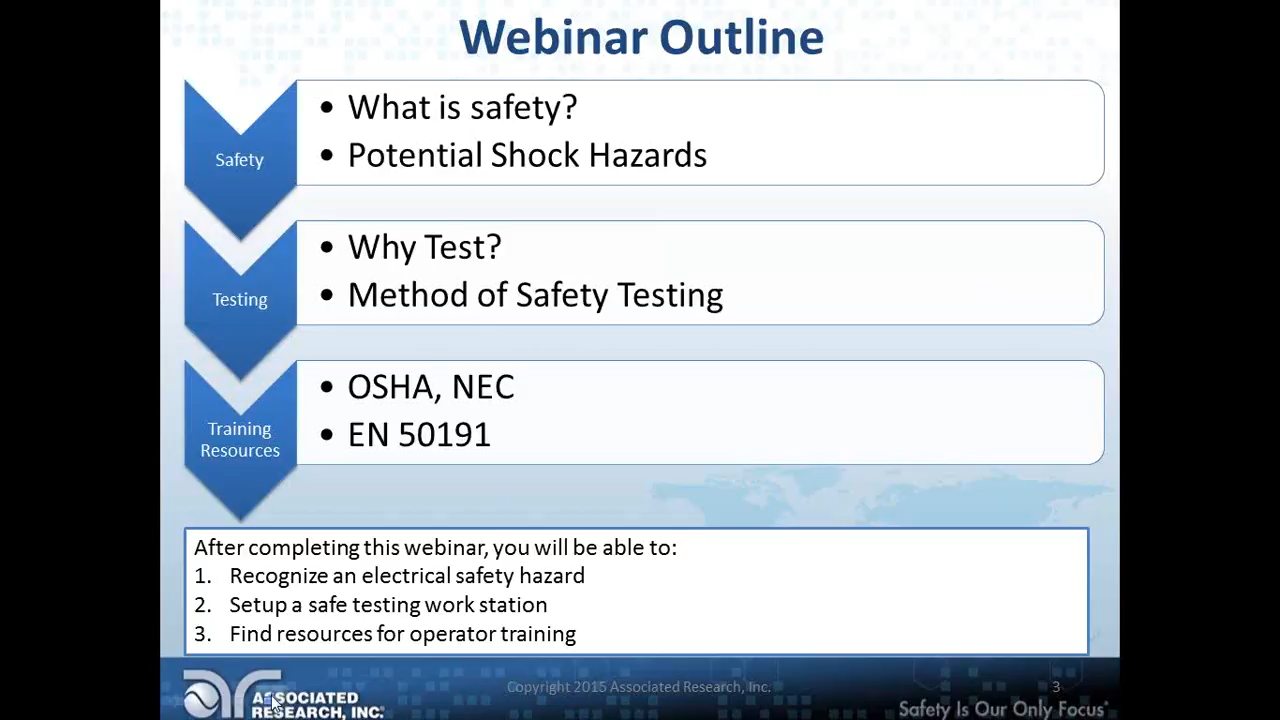 Webinar Outline
Safety
• What is safety?
• Potential Shock Hazards
Testing
• Why Test?
• Method of Safety Testing
Training
Resources
• OSHA, NEC
• EN 50191
After completing this webinar, you will be able to:
1. Recognize an electrical safety hazard
2. Setup a safe testing work station
3. Find resources for operator training
ASSOCIATED
RESEARCH, INC.
Copyright 2015 Associated Research, Inc.
3
Safety Is Our Only Focus®